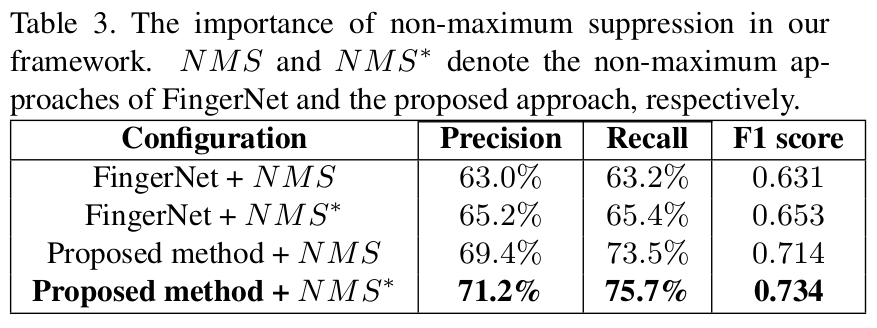 Table 3. The importance of non-maximum suppression in our
framework. NMS and NMS* denote the non-maximum ap-
proaches of FingerNet and the proposed approach, respectively.
Configuration Precision Recall F1 score
FingerNet + NMS 63.0% 63.2% 0.631
FingerNet + NMS* 65.2% 65.4% 0.653
Proposed method + NMS 69.4% 73.5% 0.714
Proposed method + NMS* 71.2% 75.7% 0.734